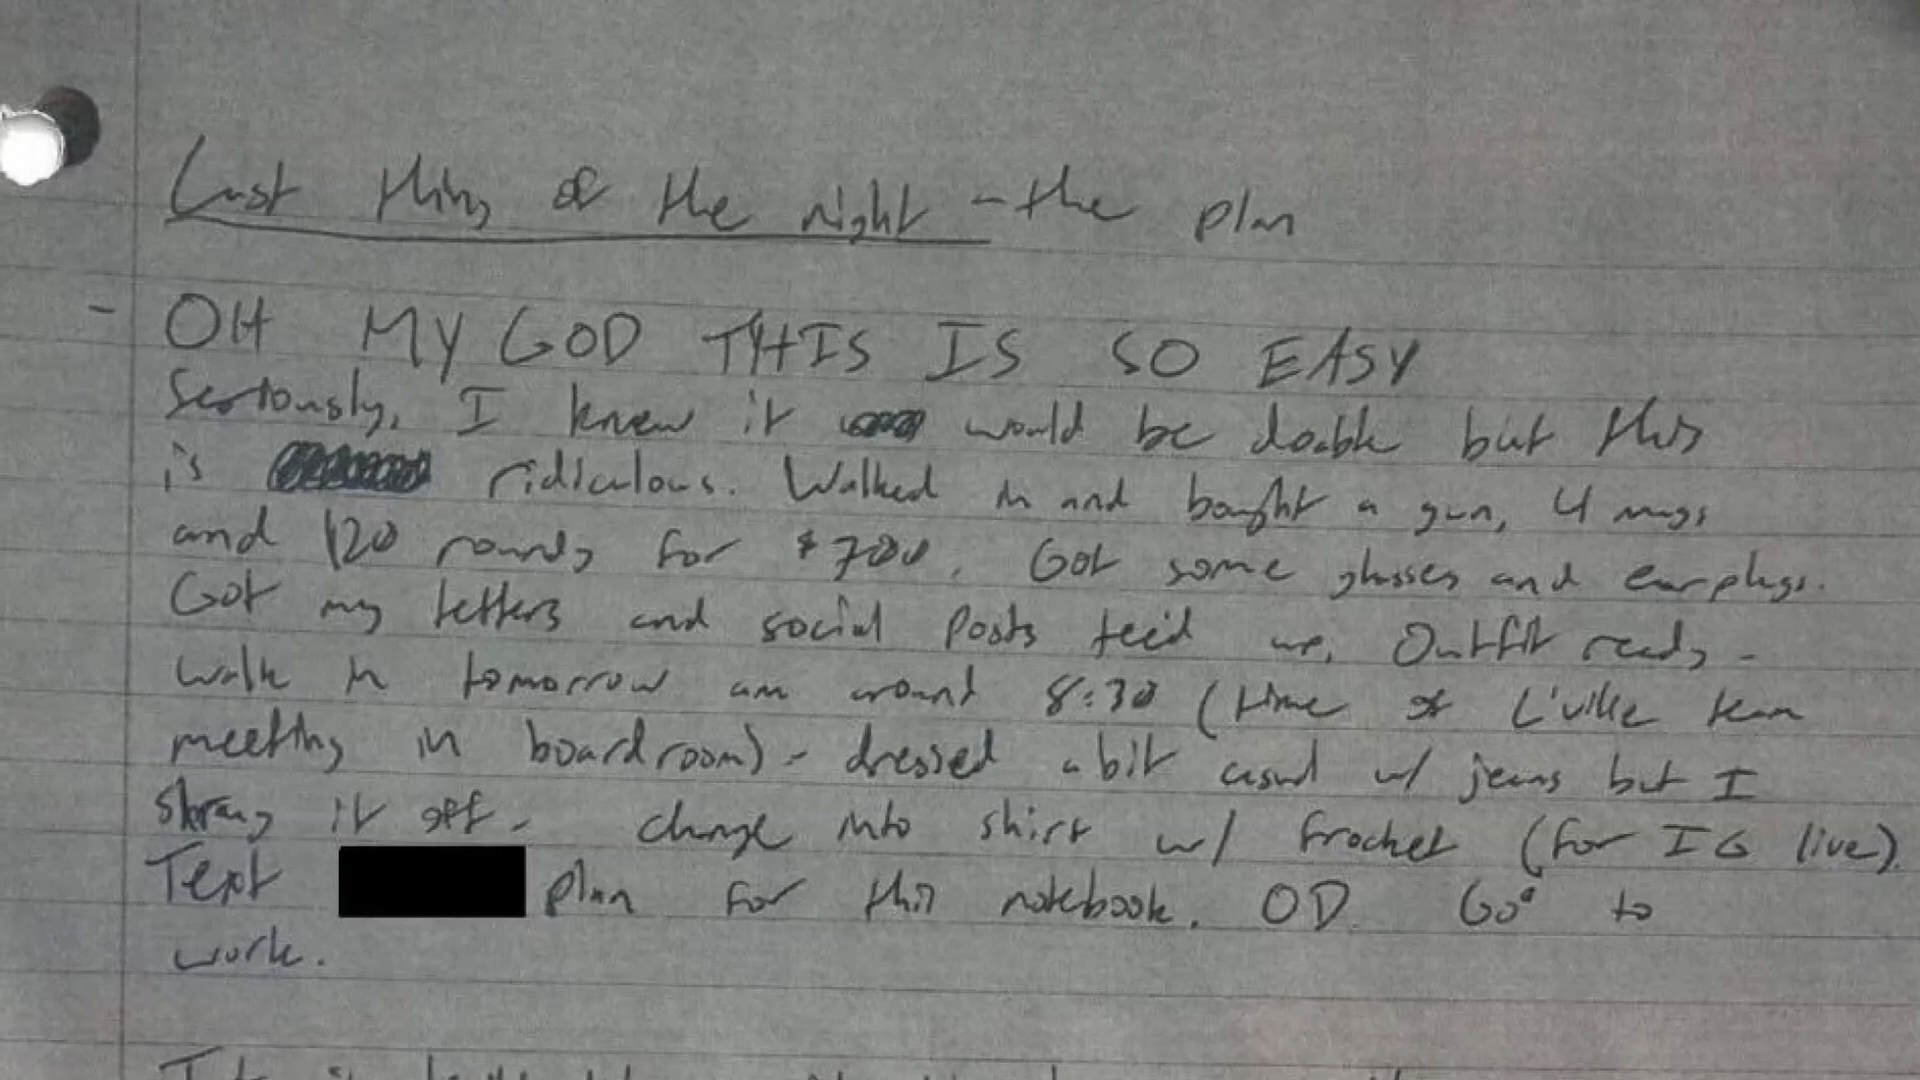 Last thing of the night - the plan
- OH MY GOD THIS IS SO EASY
Seriously, I knew it would be doable but this
is ridiculous. Walked in and bought a gun, 4 mags
and 120 rounds for $700. Got some glasses and earplugs.
Got my letters and social posts teed up. Outfit ready -
walk in tomorrow am around 8:30 (time of L'ville team
meeting in boardroom) - dressed a bit casual w/ jeans but I
shrug it off - change into shirt w/ (for IG live).
Text plan for this notebook. OD. Go to
work.